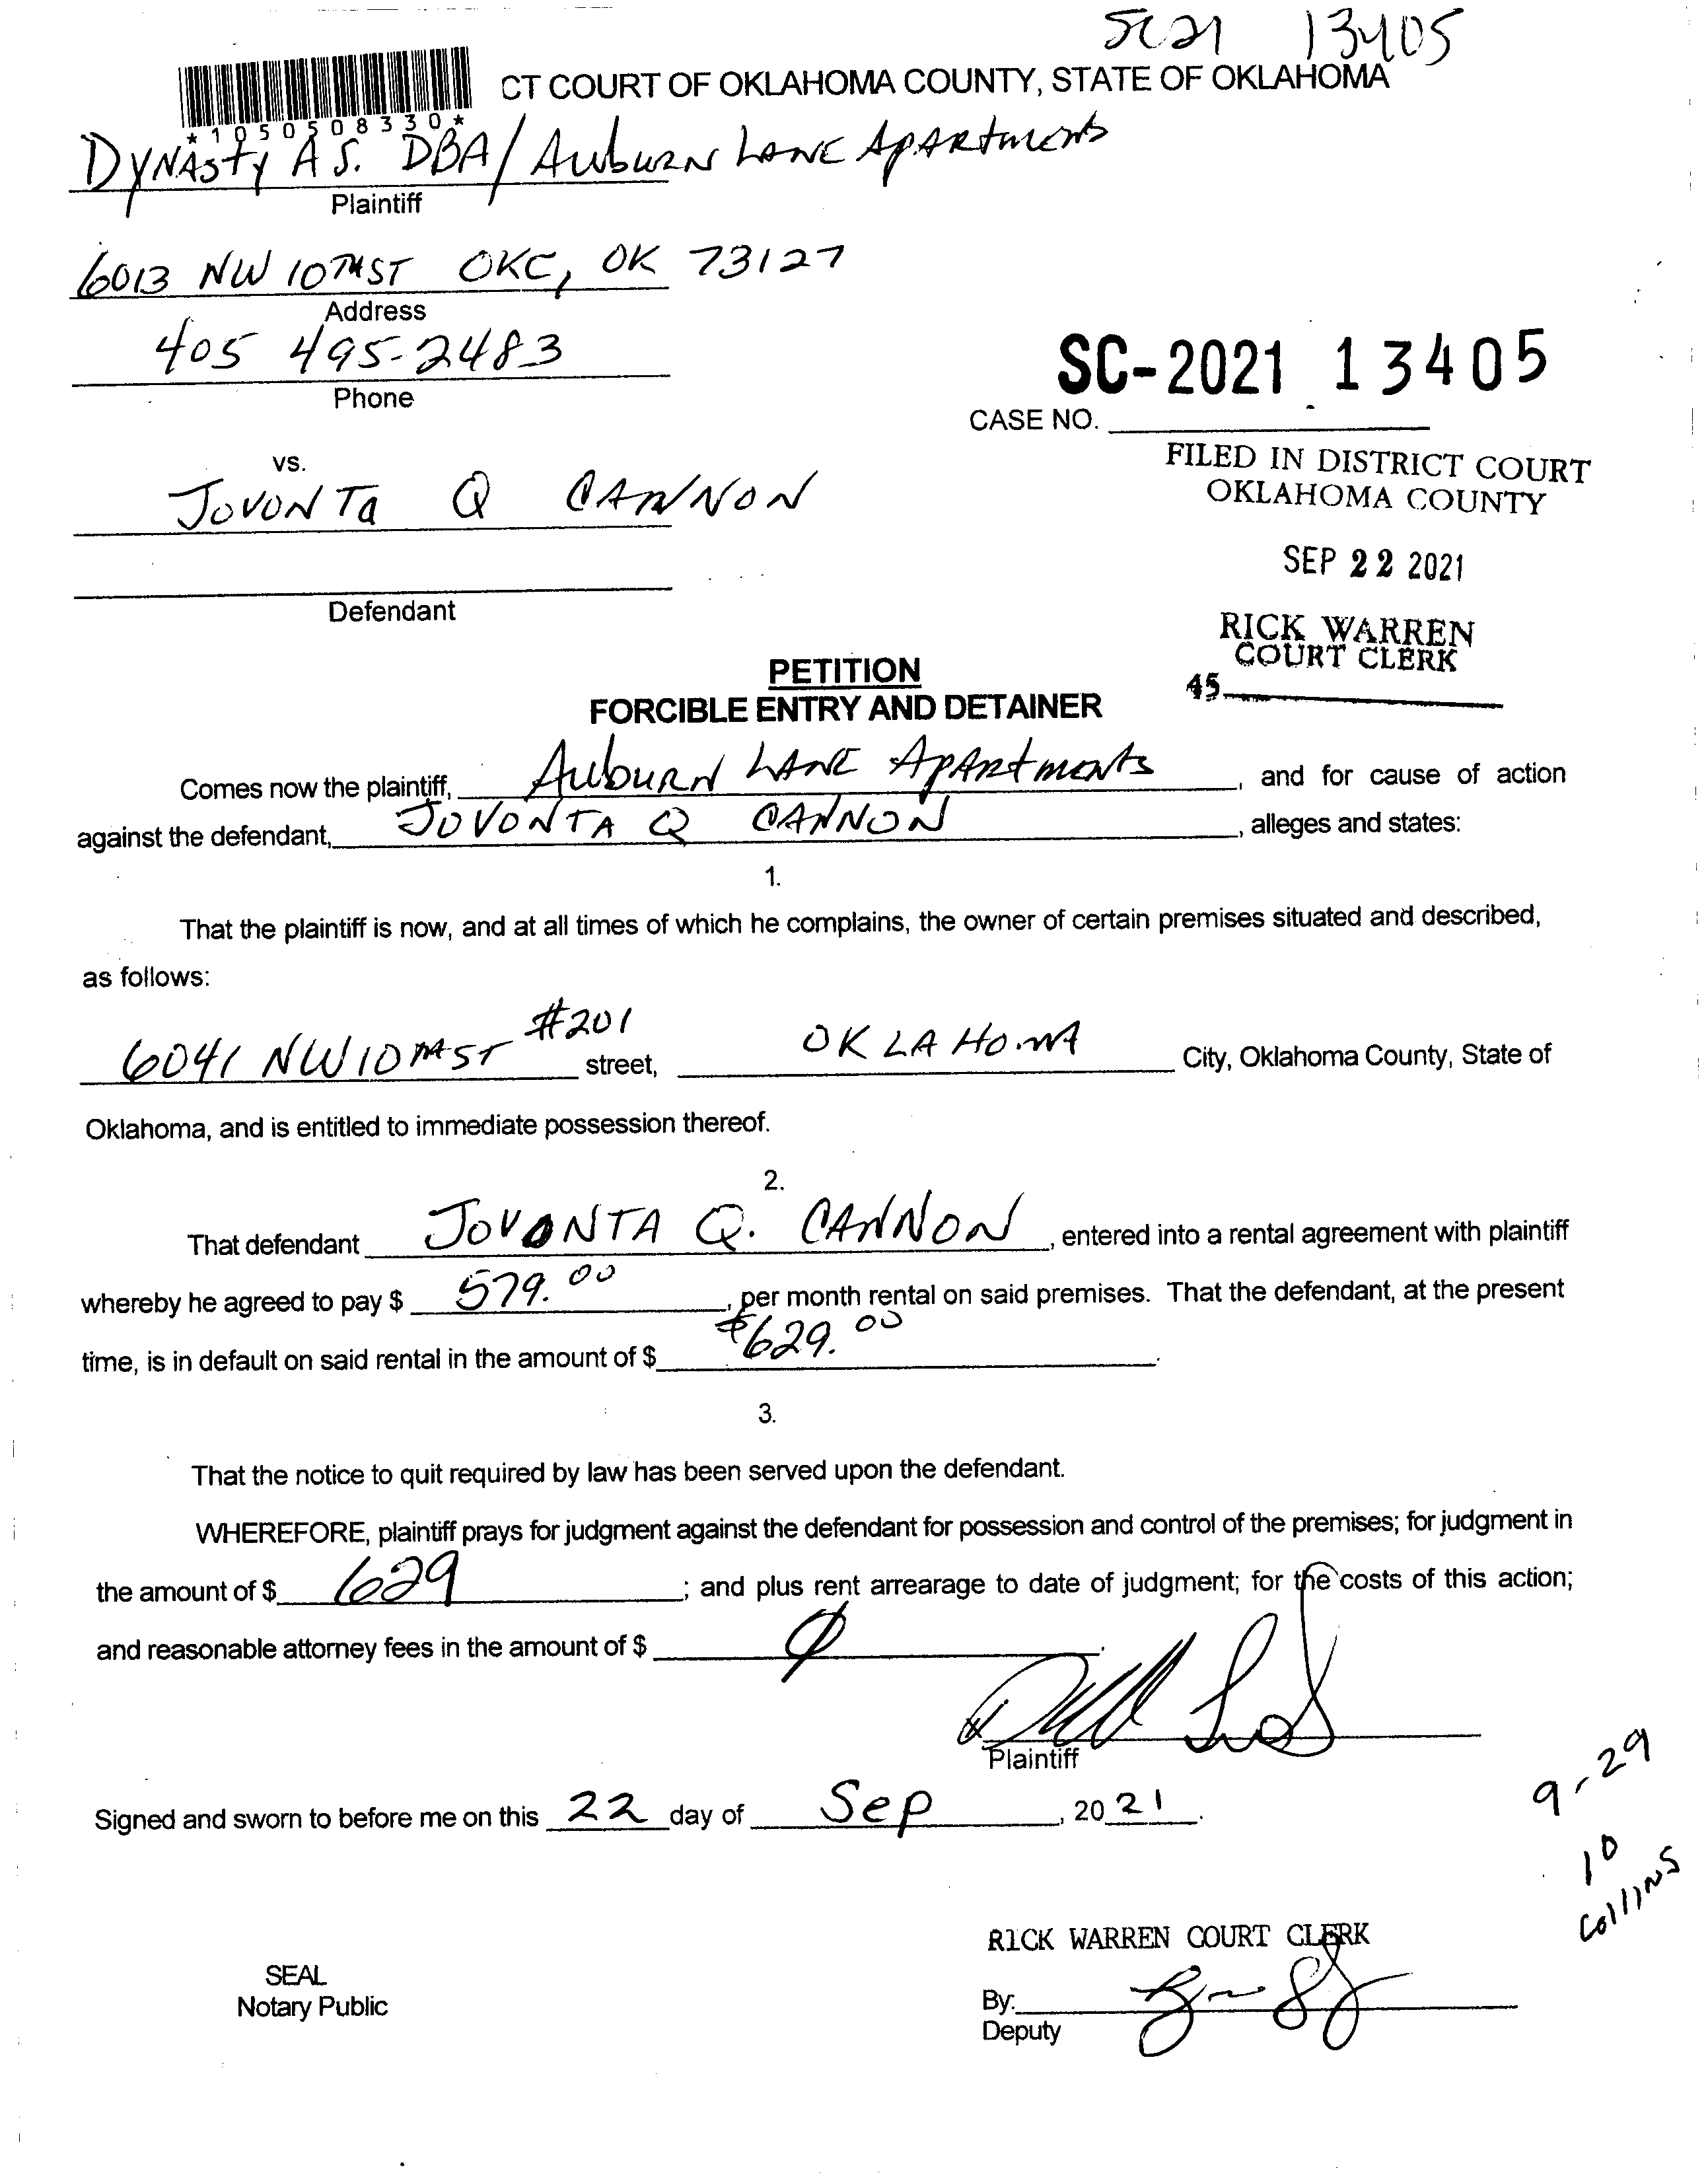 SC21 13405
CT COURT OF OKLAHOMA COUNTY, STATE OF OKLAHOMA
*1050508330*
DYNAsty A S. DBA/ AuburN LANE ApARtments
Plaintiff
6013 NW 10TH ST OKC, OK 73127
Address
405 495-2483
Phone
SC-2021 13405
CASE NO.
FILED IN DISTRICT COURT
OKLAHOMA COUNTY
SEP 22 2021
RICK WARREN
COURT CLERK
45
vs.
JOVONTa Q CANNON
Defendant
PETITION
FORCIBLE ENTRY AND DETAINER
Comes now the plaintiff, AuburN LANE ApARtments, and for cause of action
against the defendant, JOVONTA Q CANNON, alleges and states:
1.
That the plaintiff is now, and at all times of which he complains, the owner of certain premises situated and described,
as follows:
6041 NW 10TH ST #201 street, OKLAHOMA City, Oklahoma County, State of
Oklahoma, and is entitled to immediate possession thereof.
2.
That defendant JOVONTA Q. CANNON, entered into a rental agreement with plaintiff
whereby he agreed to pay $ 579.00, per month rental on said premises. That the defendant, at the present
time, is in default on said rental in the amount of $ $629.00.
3.
That the notice to quit required by law has been served upon the defendant.
WHEREFORE, plaintiff prays for judgment against the defendant for possession and control of the premises; for judgment in
the amount of $ 629; and plus rent arrearage to date of judgment; for the costs of this action;
and reasonable attorney fees in the amount of $ 0.
Plaintiff
Signed and sworn to before me on this 22 day of Sep, 2021.
9-29
10
Collins
RICK WARREN COURT CLERK
SEAL
Notary Public
By:
Deputy